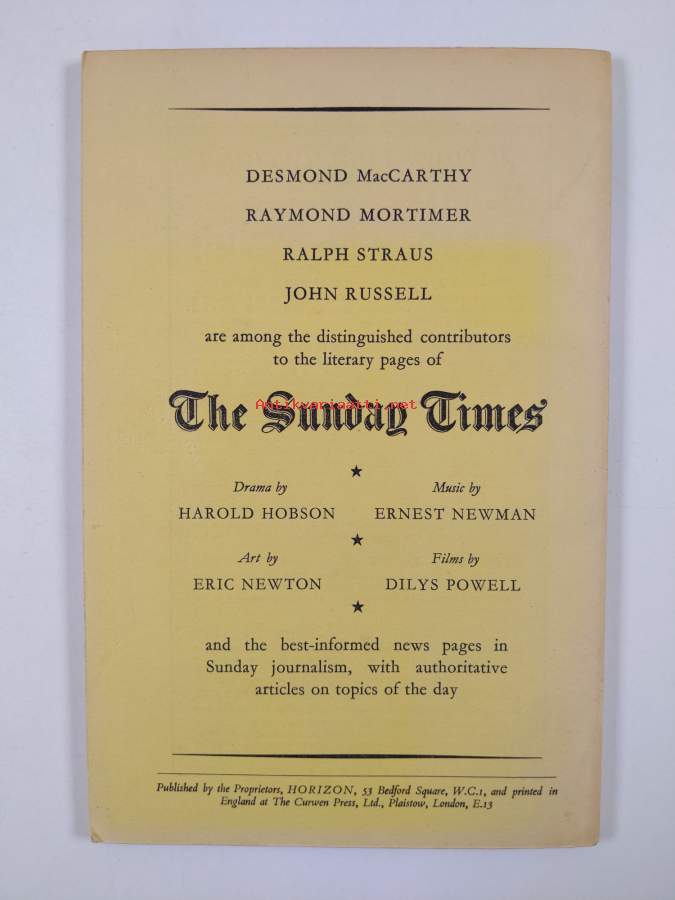 DESMOND MacCARTHY
RAYMOND MORTIMER
RALPH STRAUS
JOHN RUSSELL
are among the distinguished contributors
to the literary pages of
The Sunday Times
Antikvariaatti.net
Drama by Music by
HAROLD HOBSON ERNEST NEWMAN
Art by Films by
ERIC NEWTON DILYS POWELL
and the best-informed news pages in
Sunday journalism, with authoritative
articles on topics of the day
Published by the Proprietors, HORIZON, 53 Bedford Square, W.C.1, and printed in
England at The Curwen Press, Ltd., Plaistow, London, E.13